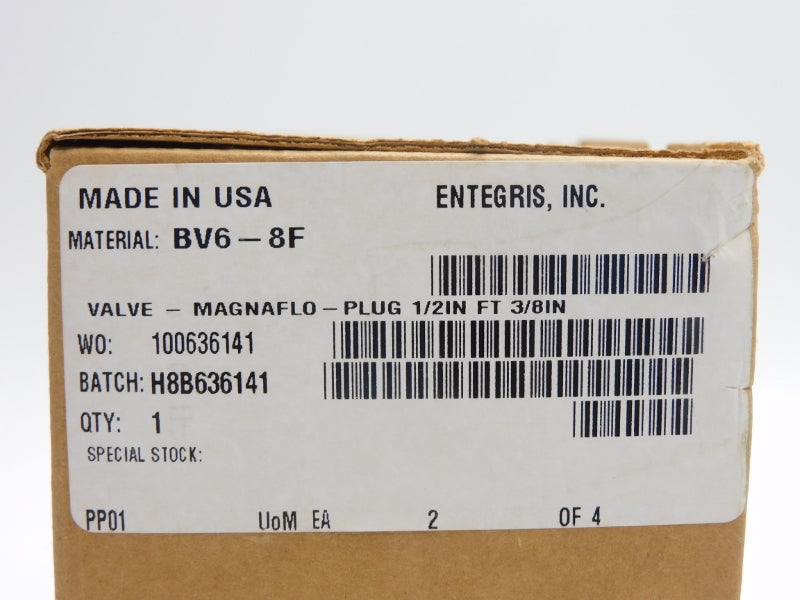 MADE IN USA ENTEGRIS, INC.
MATERIAL: BV6-8F
VALVE - MAGNAFLO-PLUG 1/2IN FT 3/8IN
WO: 100636141
BATCH: H8B636141
QTY: 1
SPECIAL STOCK:
PP01 UoM EA 2 OF 4